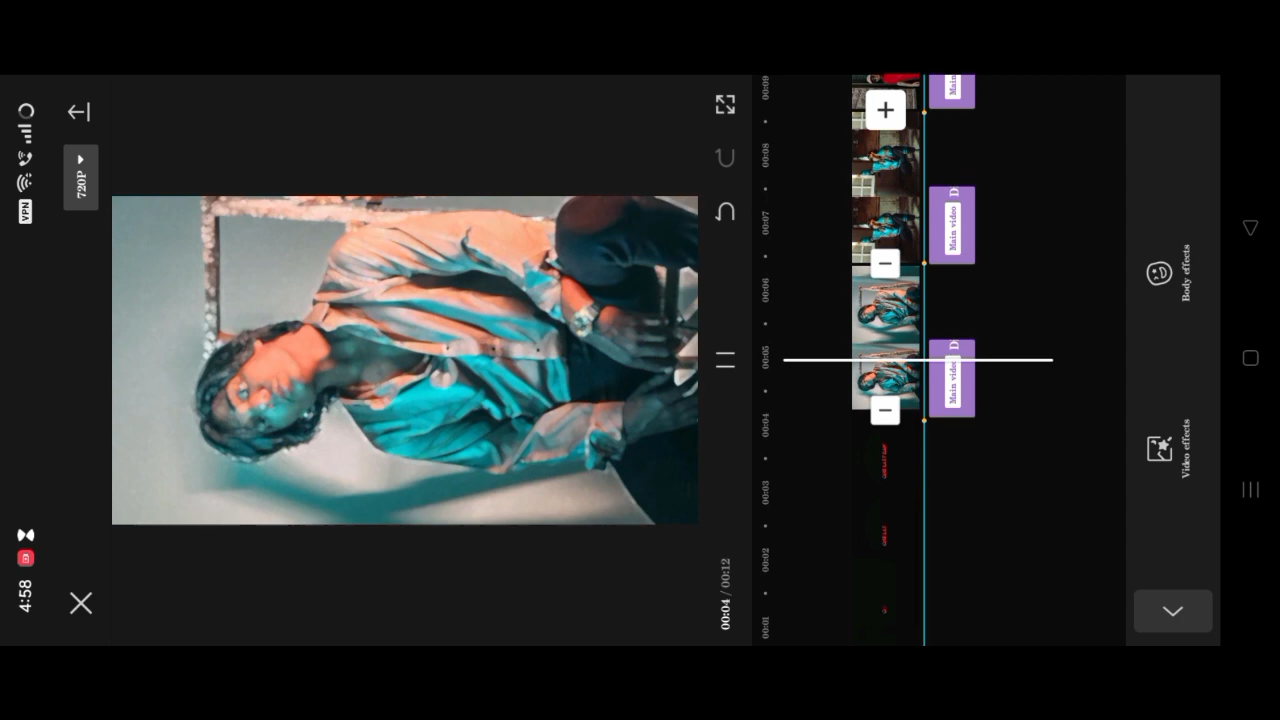 4:58 VPN
720P
00:04 / 00:12
00:01 00:02 00:03 00:04 00:05 00:06 00:07 00:08 00:09
Main video D Main video D Main
Video effects Body effects